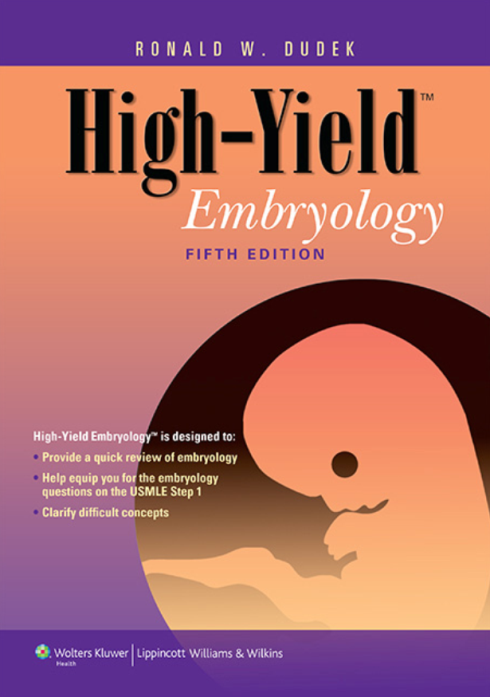 RONALD W. DUDEK
High-Yield™
Embryology
FIFTH EDITION
High-Yield Embryology™ is designed to:
• Provide a quick review of embryology
• Help equip you for the embryology
questions on the USMLE Step 1
• Clarify difficult concepts
Wolters Kluwer | Lippincott Williams & Wilkins
Health